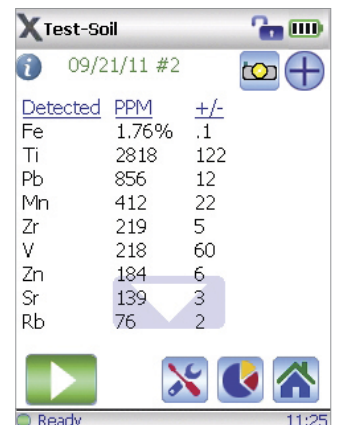 XTest-Soil
09/21/11 #2
Detected PPM +/-
Fe 1.76% .1
Ti 2818 122
Pb 856 12
Mn 412 22
Zr 219 5
V 218 60
Zn 184 6
Sr 139 3
Rb 76 2
Ready 11:25